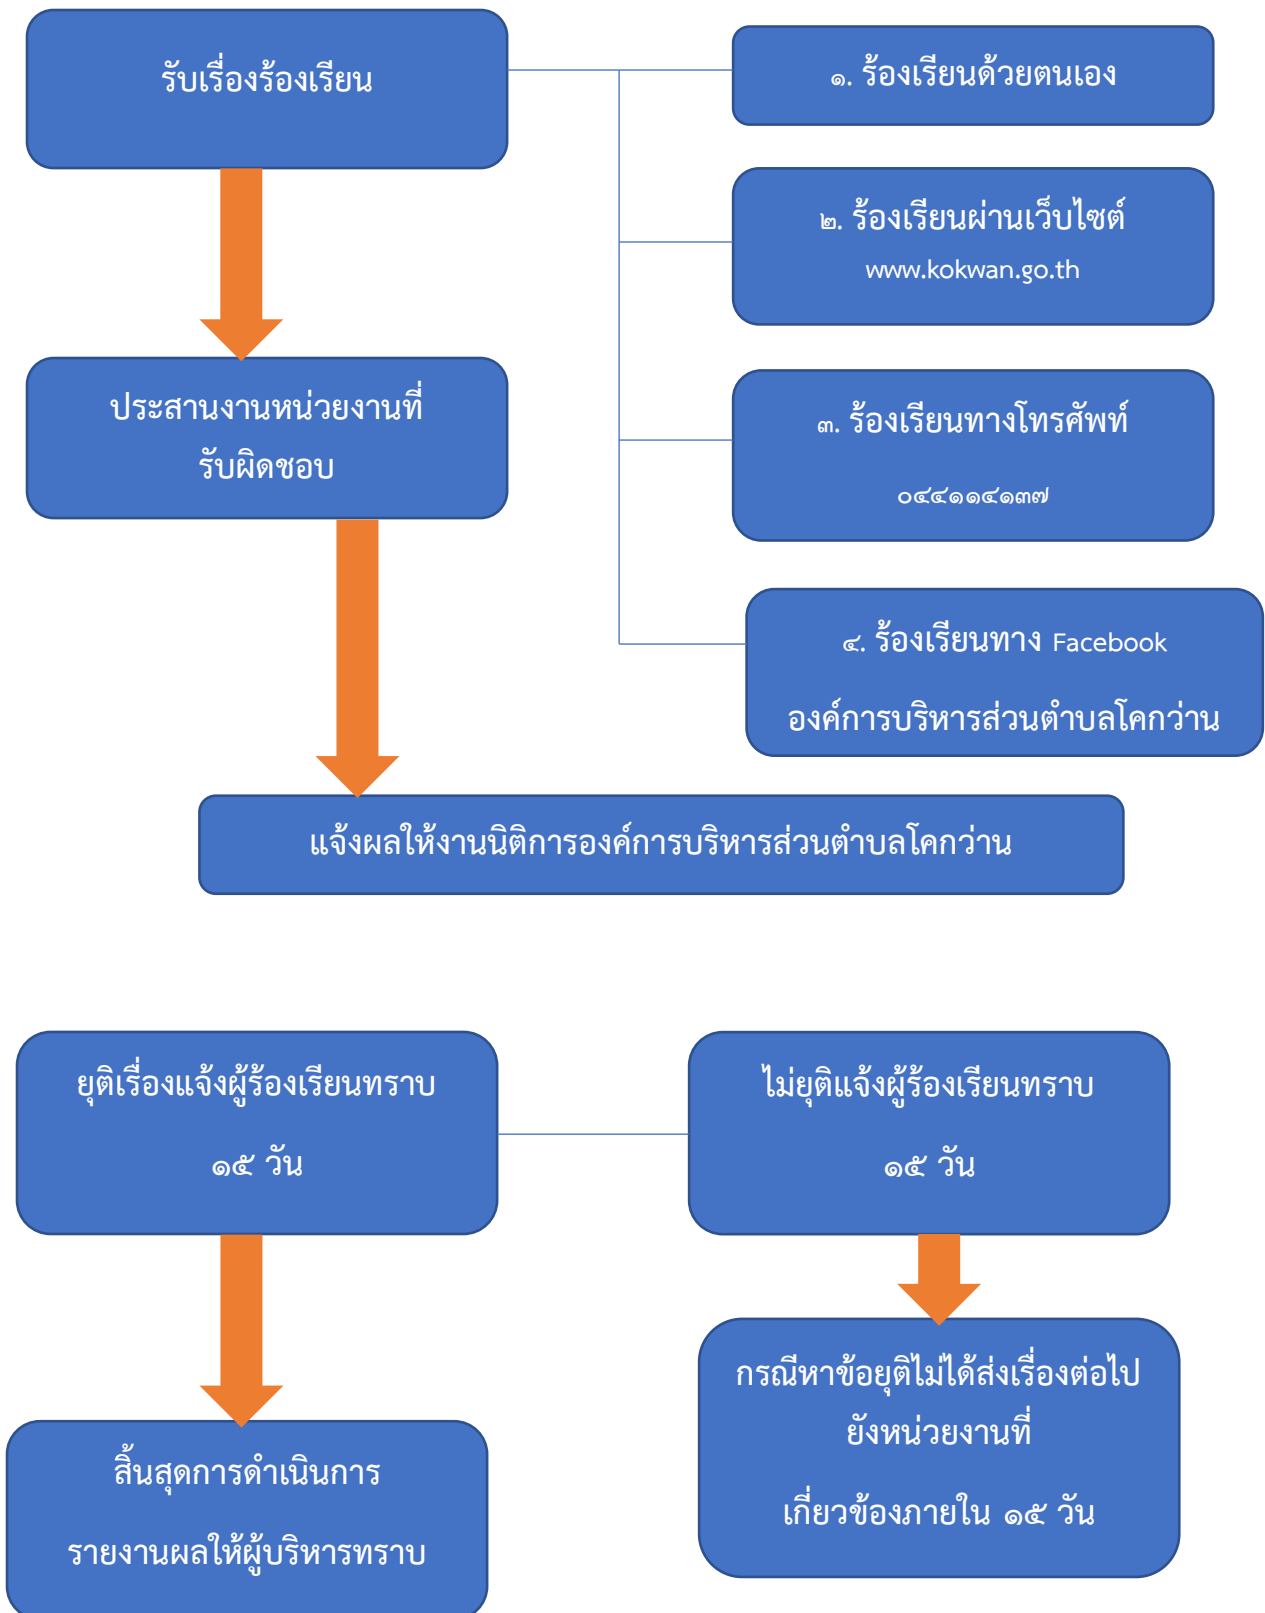 รับเรื่องร้องเรียน
๑. ร้องเรียนด้วยตนเอง
๒. ร้องเรียนผ่านเว็บไซต์
www.kokwan.go.th
๓. ร้องเรียนทางโทรศัพท์
๐๔๔๑๑๔๑๓๗
๔. ร้องเรียนทาง Facebook
องค์การบริหารส่วนตำบลโคกว่าน
ประสานงานหน่วยงานที่
รับผิดชอบ
แจ้งผลให้งานนิติการองค์การบริหารส่วนตำบลโคกว่าน
ยุติเรื่องแจ้งผู้ร้องเรียนทราบ
๑๕ วัน
ไม่ยุติแจ้งผู้ร้องเรียนทราบ
๑๕ วัน
สิ้นสุดการดำเนินการ
รายงานผลให้ผู้บริหารทราบ
กรณีหาข้อยุติไม่ได้ส่งเรื่องต่อไป
ยังหน่วยงานที่
เกี่ยวข้องภายใน ๑๕ วัน